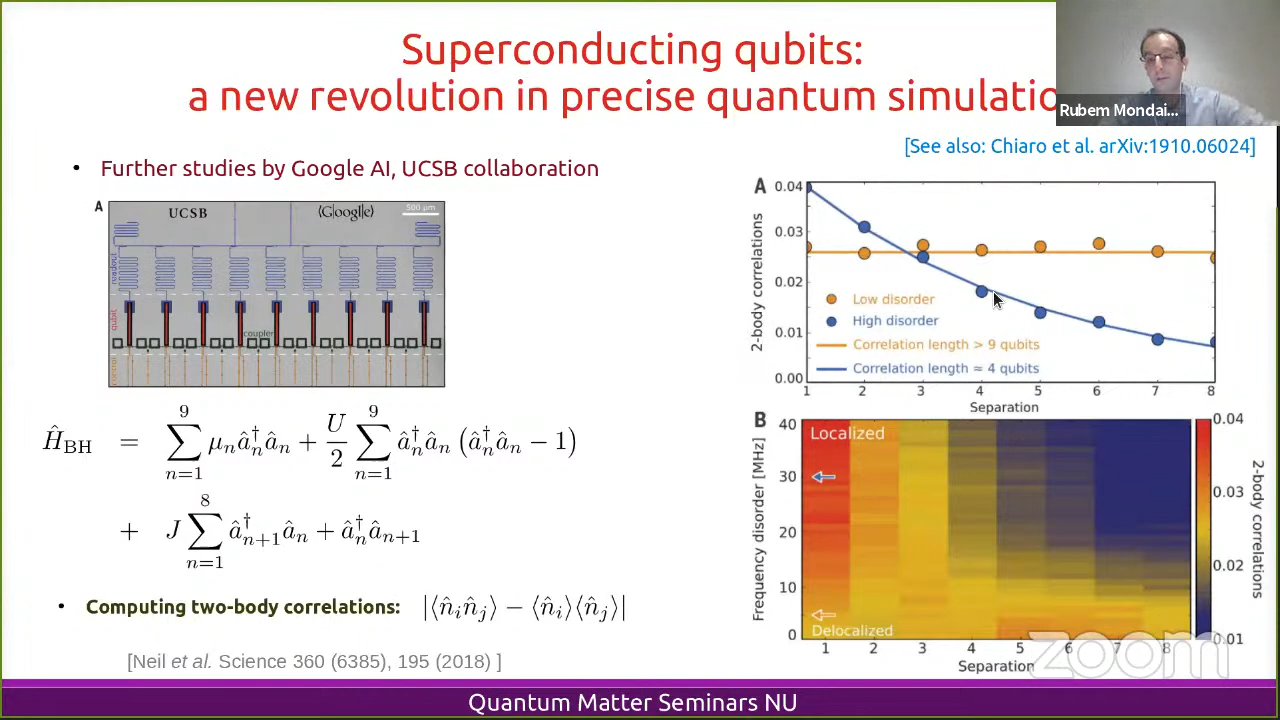 Superconducting qubits:
a new revolution in precise quantum simulatio
Rubem Mondai...
[See also: Chiaro et al. arXiv:1910.06024]
• Further studies by Google AI, UCSB collaboration
A
UCSB
⟨G|oogl|e⟩
500 μm
readout
qubit
coupler
control
Ĥ_BH = ∑_{n=1}^{9} μ_n â_n^† â_n + U/2 ∑_{n=1}^{9} â_n^† â_n (â_n^† â_n − 1)
+ J ∑_{n=1}^{8} â_{n+1}^† â_n + â_n^† â_{n+1}
• Computing two-body correlations: |⟨n̂_i n̂_j⟩ − ⟨n̂_i⟩⟨n̂_j⟩|
[Neil et al. Science 360 (6385), 195 (2018) ]
A
2-body correlations
0.04
0.03
0.02
0.01
0.00
Low disorder
High disorder
Correlation length > 9 qubits
Correlation length ≈ 4 qubits
1 2 3 4 5 6 7 8
Separation
B
Frequency disorder [MHz]
40
30
20
10
0
Localized
Delocalized
1 2 3 4 5 6 7 8
Separation
0.04
0.03
0.02
0.01
2-body correlations
zoom
Quantum Matter Seminars NU